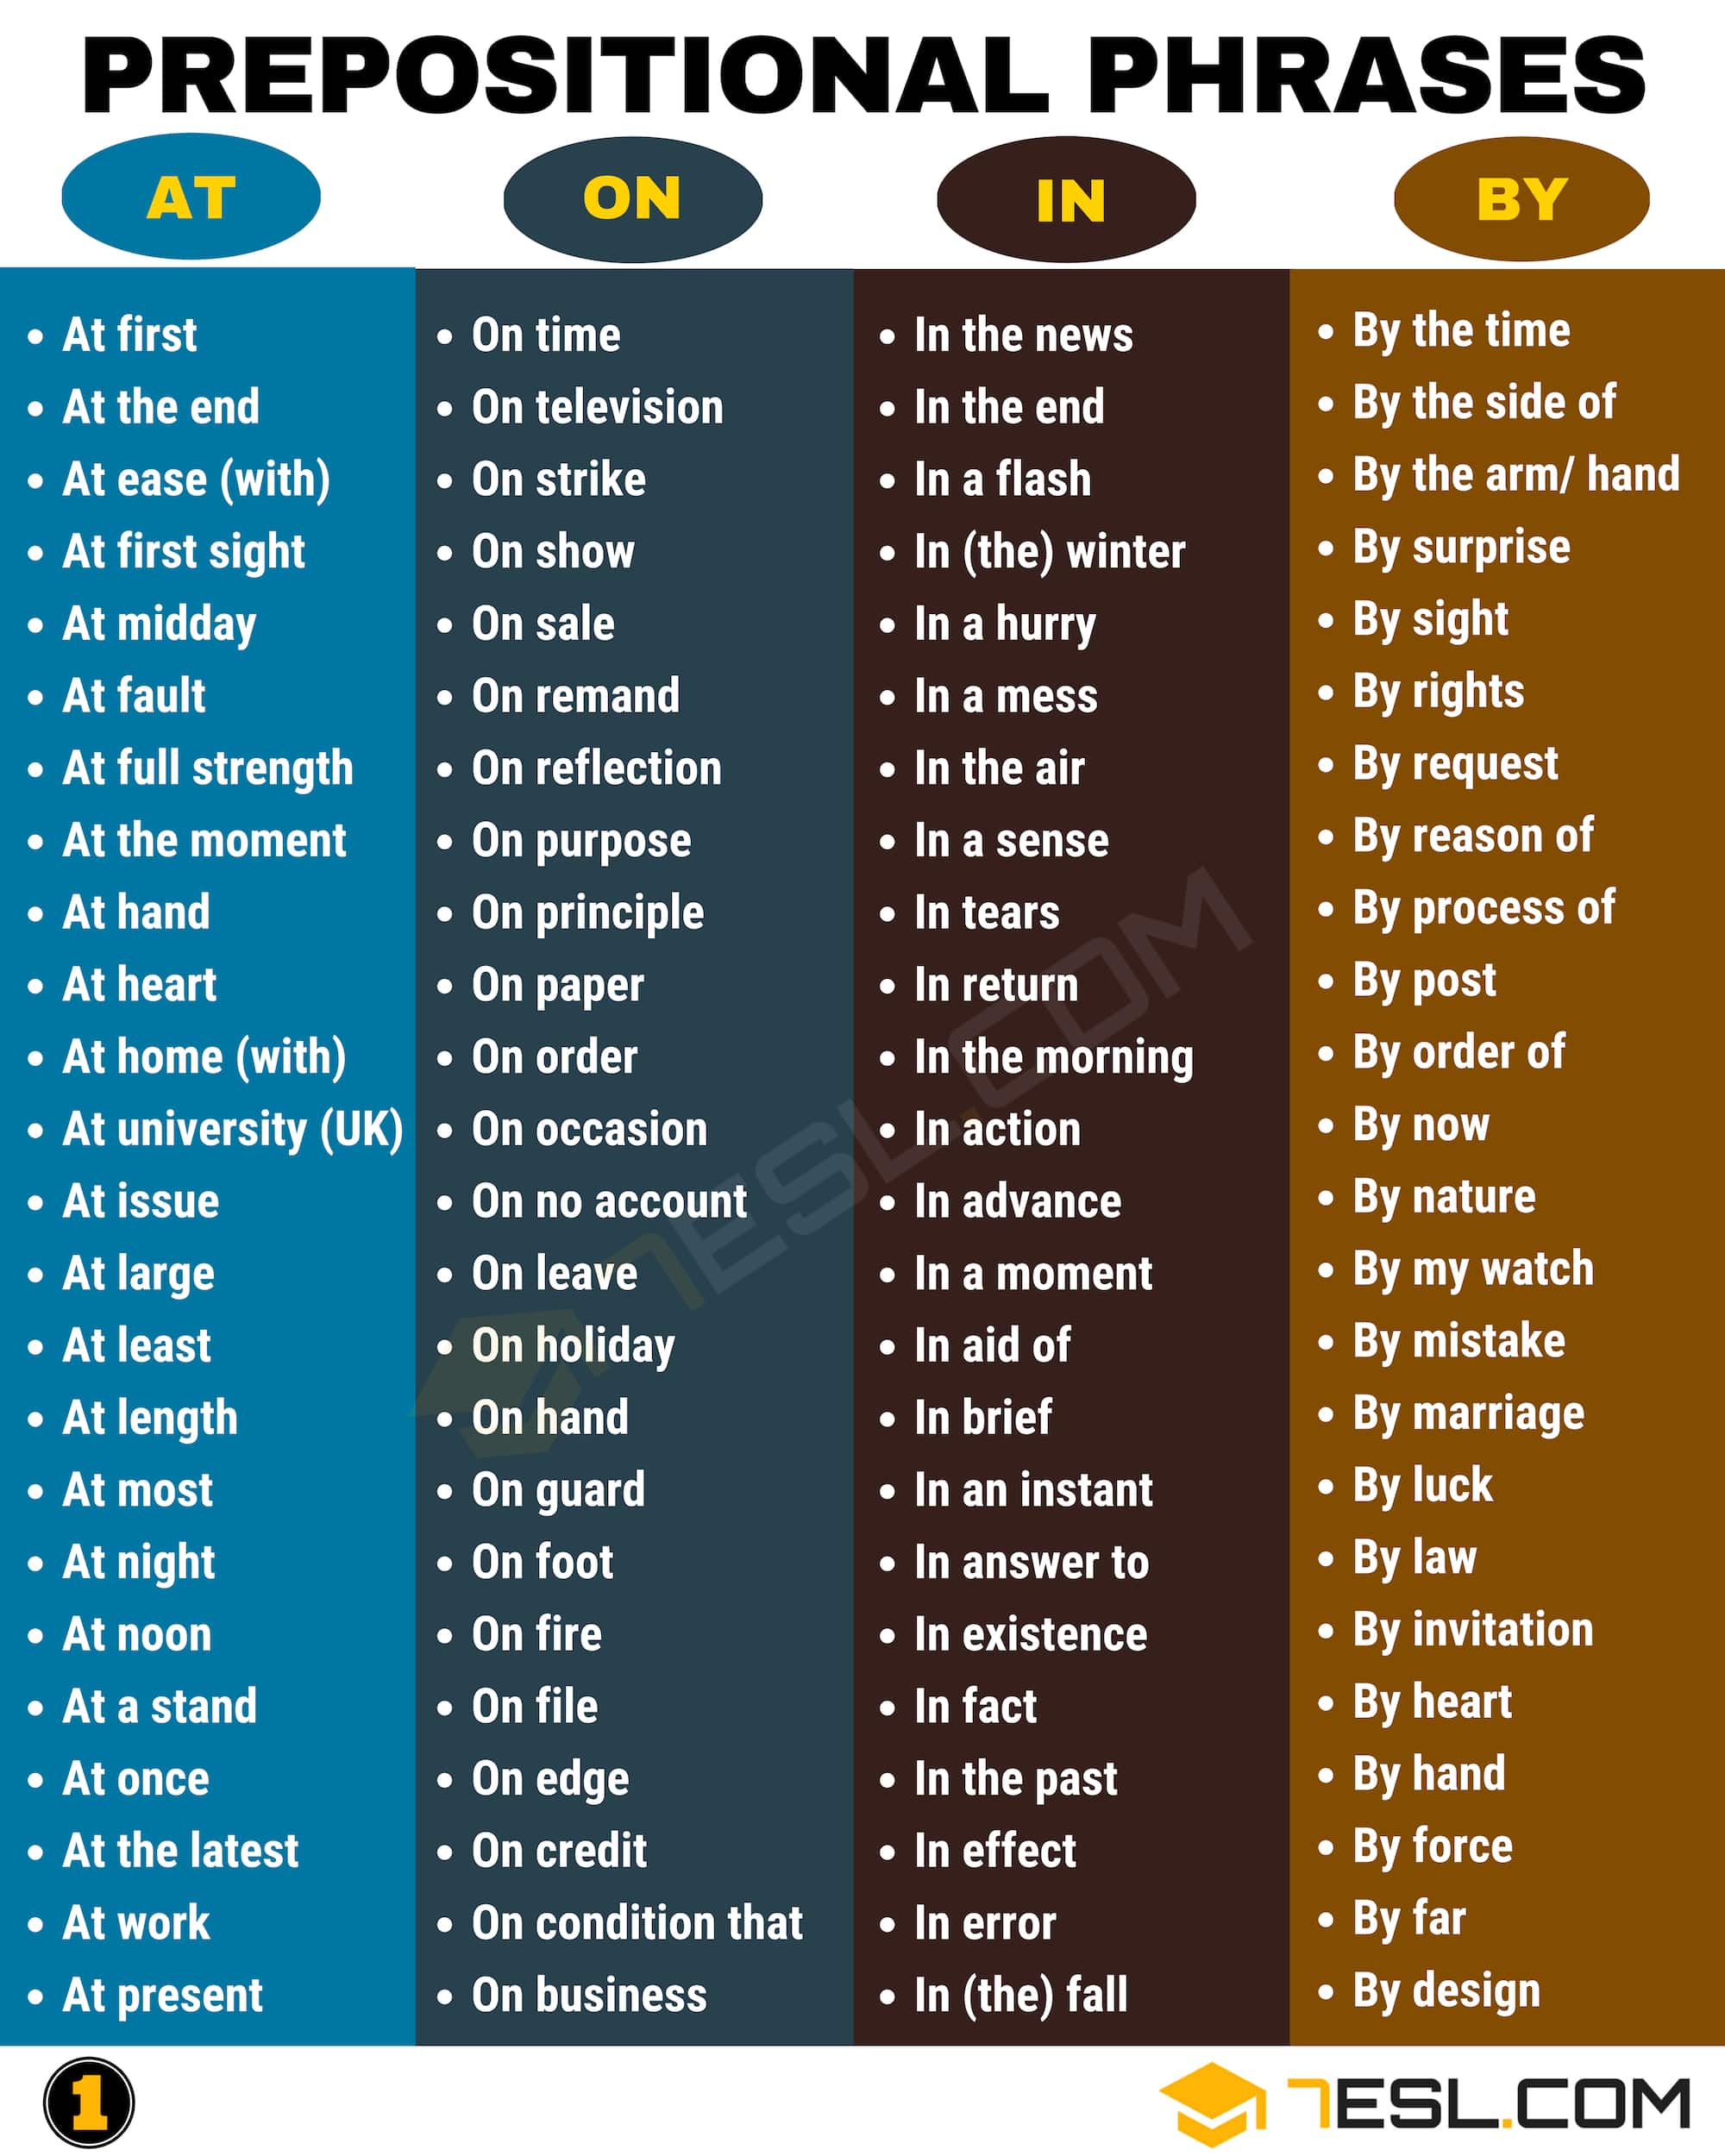 PREPOSITIONAL PHRASES
AT
At first
At the end
At ease (with)
At first sight
At midday
At fault
At full strength
At the moment
At hand
At heart
At home (with)
At university (UK)
At issue
At large
At least
At length
At most
At night
At noon
At a stand
At once
At the latest
At work
At present
ON
On time
On television
On strike
On show
On sale
On remand
On reflection
On purpose
On principle
On paper
On order
On occasion
On no account
On leave
On holiday
On hand
On guard
On foot
On fire
On file
On edge
On credit
On condition that
On business
IN
In the news
In the end
In a flash
In (the) winter
In a hurry
In a mess
In the air
In a sense
In tears
In return
In the morning
In action
In advance
In a moment
In aid of
In brief
In an instant
In answer to
In existence
In fact
In the past
In effect
In error
In (the) fall
BY
By the time
By the side of
By the arm/ hand
By surprise
By sight
By rights
By request
By reason of
By process of
By post
By order of
By now
By nature
By my watch
By mistake
By marriage
By luck
By law
By invitation
By heart
By hand
By force
By far
By design
7ESL.COM
1
7ESL.COM